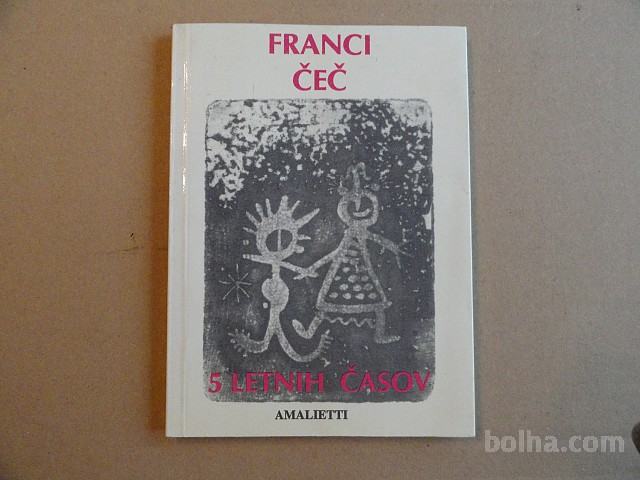 FRANCI
ČEČ
5 LETNIH ČASOV
AMALIETTI
bolha.com